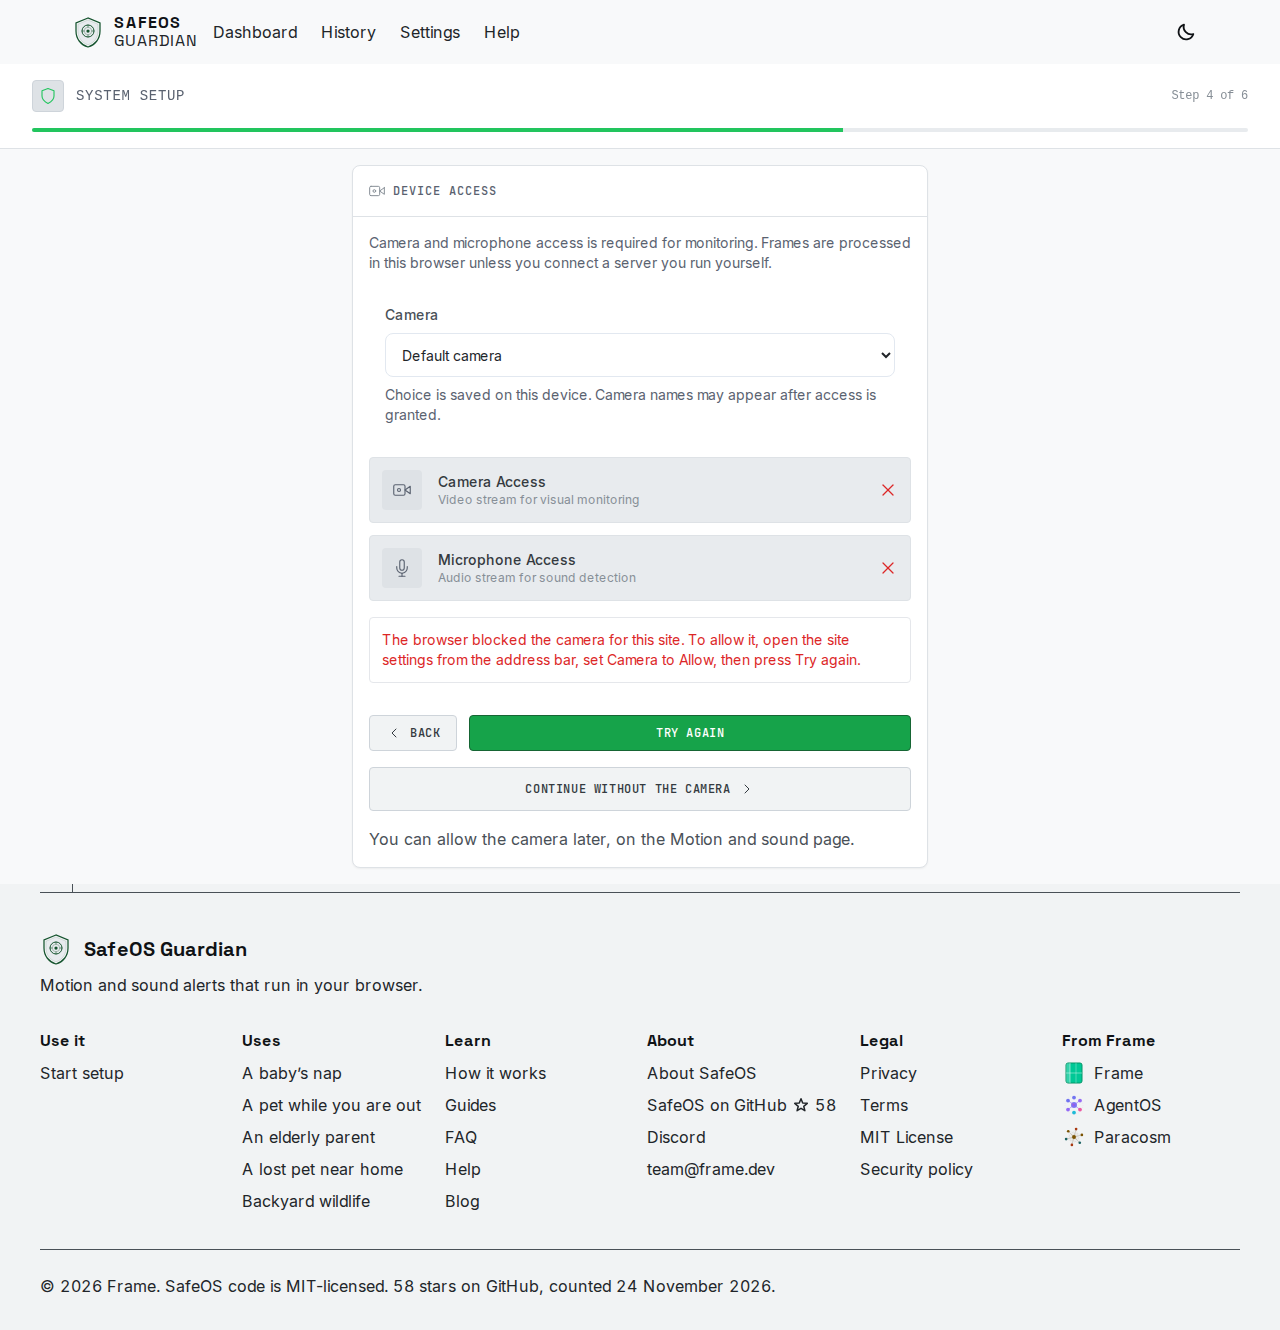 SAFEOS
GUARDIAN
Dashboard
History
Settings
Help
SYSTEM SETUP
Step 4 of 6
DEVICE ACCESS
Camera and microphone access is required for monitoring. Frames are processed
in this browser unless you connect a server you run yourself.
Camera
Default camera
Choice is saved on this device. Camera names may appear after access is
granted.
Camera Access
Video stream for visual monitoring
Microphone Access
Audio stream for sound detection
The browser blocked the camera for this site. To allow it, open the site
settings from the address bar, set Camera to Allow, then press Try again.
BACK
TRY AGAIN
CONTINUE WITHOUT THE CAMERA
You can allow the camera later, on the Motion and sound page.
SafeOS Guardian
Motion and sound alerts that run in your browser.
Use it
Start setup
Uses
A baby’s nap
A pet while you are out
An elderly parent
A lost pet near home
Backyard wildlife
Learn
How it works
Guides
FAQ
Help
Blog
About
About SafeOS
SafeOS on GitHub ☆ 58
Discord
team@frame.dev
Legal
Privacy
Terms
MIT License
Security policy
From Frame
Frame
AgentOS
Paracosm
© 2026 Frame. SafeOS code is MIT-licensed. 58 stars on GitHub, counted 24 November 2026.